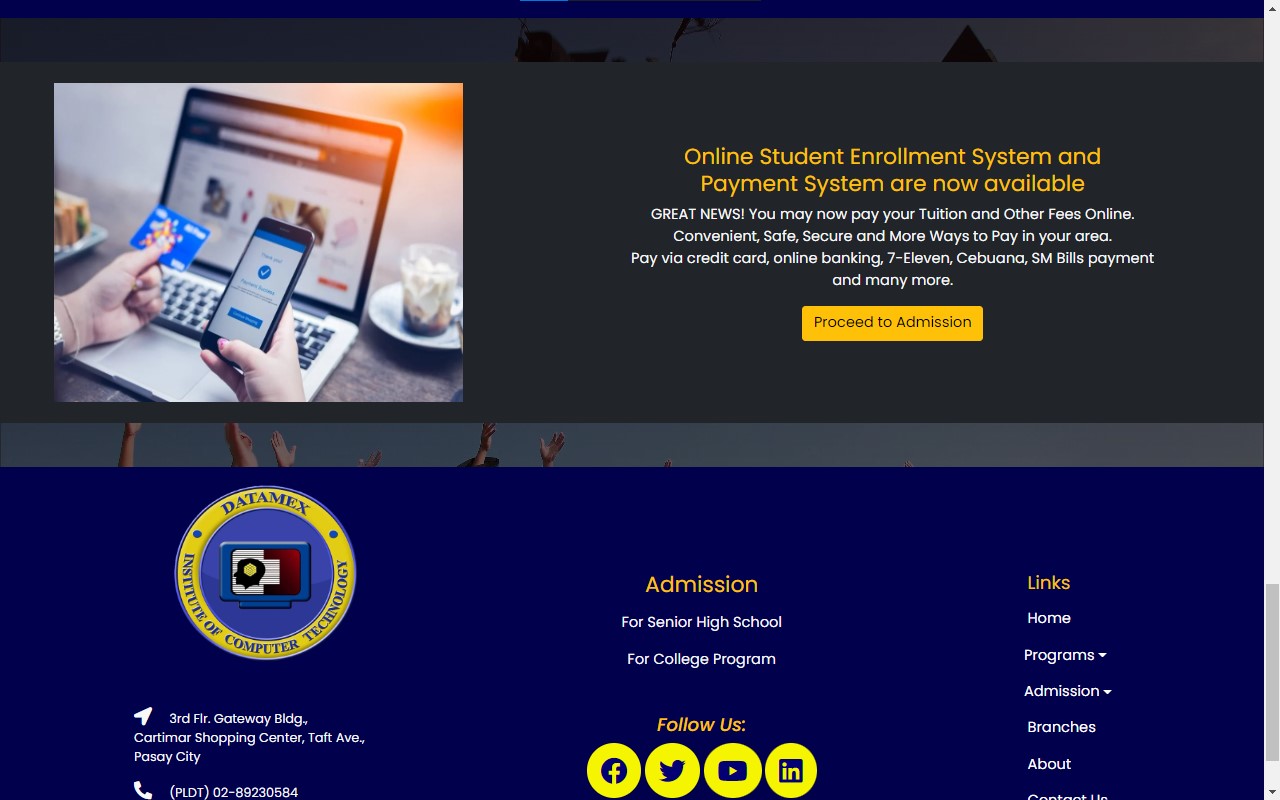 Thank you!
Payment Success
Online Student Enrollment System and
Payment System are now available
GREAT NEWS! You may now pay your Tuition and Other Fees Online.
Convenient, Safe, Secure and More Ways to Pay in your area.
Pay via credit card, online banking, 7-Eleven, Cebuana, SM Bills payment
and many more.
Proceed to Admission
DATAMEX
INSTITUTE OF COMPUTER TECHNOLOGY
3rd Flr. Gateway Bldg.,
Cartimar Shopping Center, Taft Ave.,
Pasay City
(PLDT) 02-89230584
Admission
For Senior High School
For College Program
Follow Us:
Links
Home
Programs
Admission
Branches
About
Contact Us